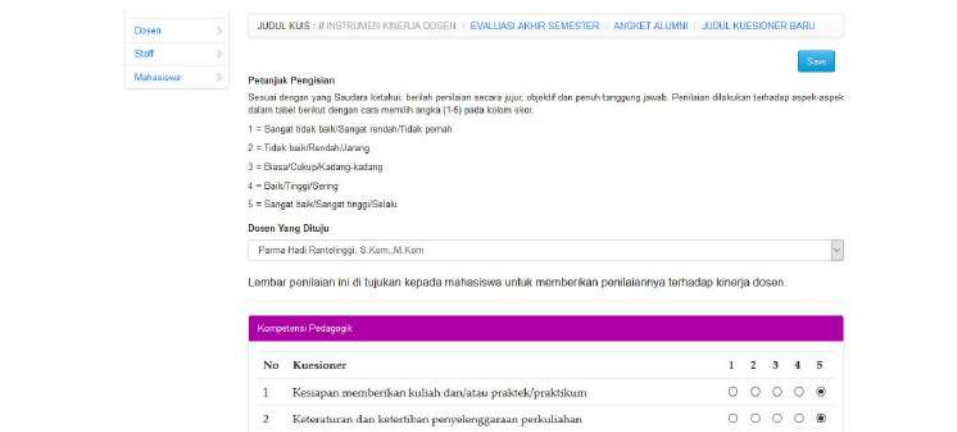 Dosen
Staff
Mahasiswa
JUDUL KUIS : // INSTRUMEN KINERJA DOSEN / EVALUASI AKHIR SEMESTER / ANGKET ALUMNI / JUDUL KUESIONER BARU
Save
Petunjuk Pengisian
Sesuai dengan yang Saudara ketahui, berilah penilaian secara jujur, objektif dan penuh tanggung jawab. Penilaian dilakukan terhadap aspek-aspek
dalam tabel berikut dengan cara memilih angka (1-5) pada kolom skor.
1 = Sangat tidak baik/Sangat rendah/Tidak pernah
2 = Tidak baik/Rendah/Jarang
3 = Biasa/Cukup/Kadang-kadang
4 = Baik/Tinggi/Sering
5 = Sangat baik/Sangat tinggi/Selalu
Dosen Yang Dituju
Parma Hadi Rantelinggi, S.Kom.,M.Kom
Lembar penilaian ini di tujukan kepada mahasiswa untuk memberikan penilaiannya terhadap kinerja dosen.
Kompetensi Pedagogik
No Kuesioner 1 2 3 4 5
1 Kesiapan memberikan kuliah dan/atau praktek/praktikum
2 Keteraturan dan ketertiban penyelenggaraan perkuliahan